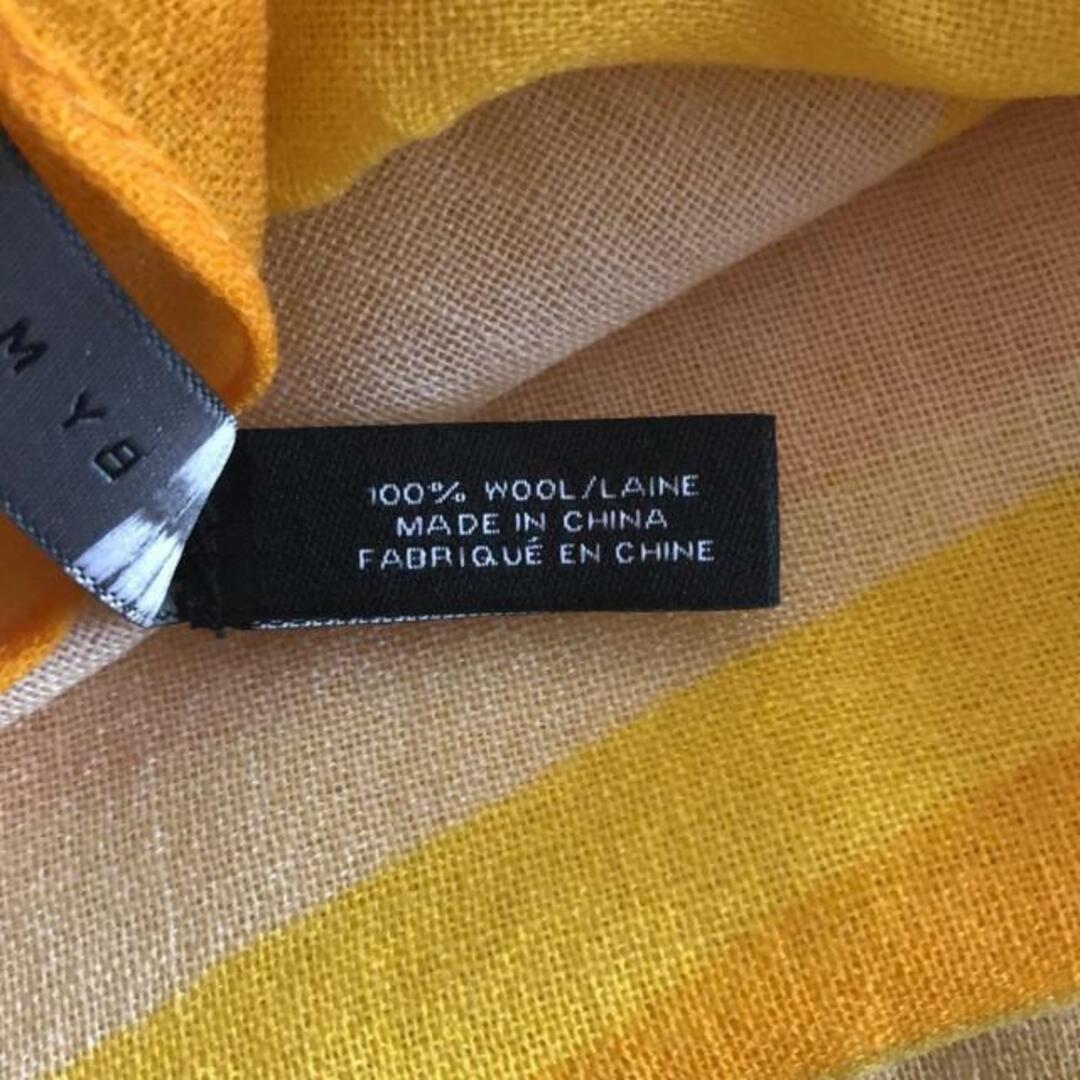 M Y B
100% WOOL/LAINE
MADE IN CHINA
FABRIQUÉ EN CHINE